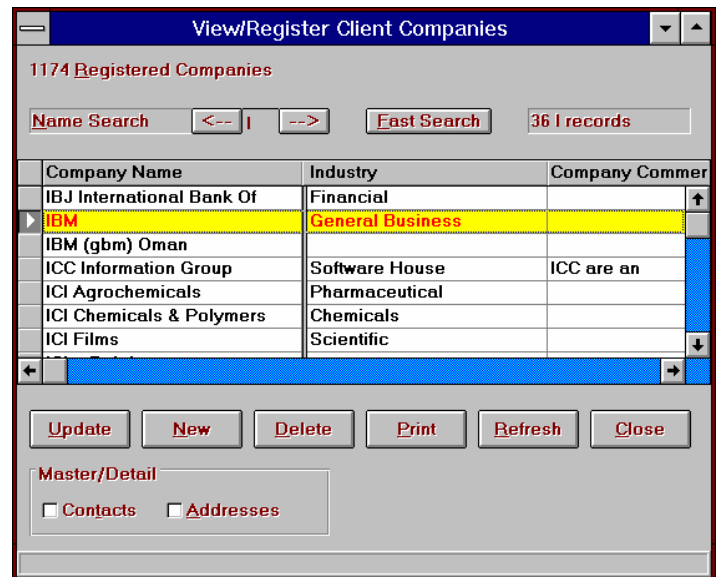 View/Register Client Companies
1174 Registered Companies
Name Search <-- I --> Fast Search 36 I records
Company Name Industry Company Commer
IBJ International Bank Of Financial
IBM General Business
IBM (gbm) Oman
ICC Information Group Software House ICC are an
ICI Agrochemicals Pharmaceutical
ICI Chemicals & Polymers Chemicals
ICI Films Scientific
Update New Delete Print Refresh Close
Master/Detail
Contacts Addresses